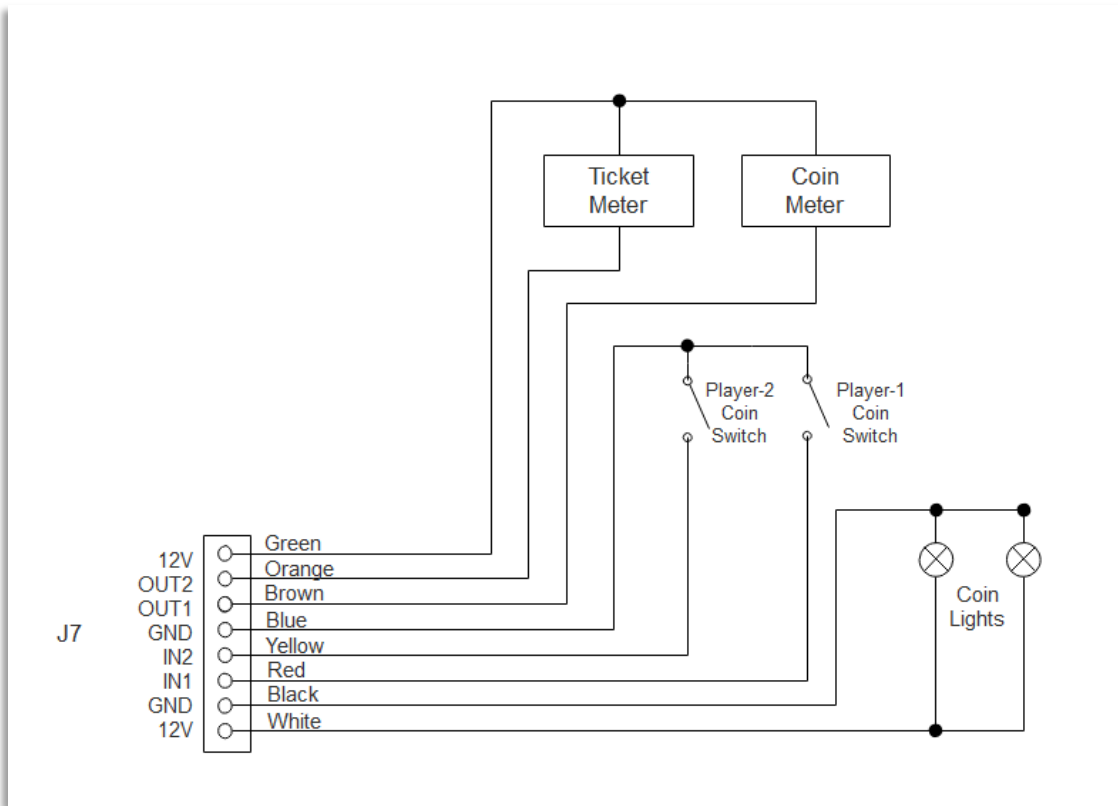 Ticket
Meter
Coin
Meter
Player-2
Coin
Switch
Player-1
Coin
Switch
Coin
Lights
J7
12V
OUT2
OUT1
GND
IN2
IN1
GND
12V
Green
Orange
Brown
Blue
Yellow
Red
Black
White